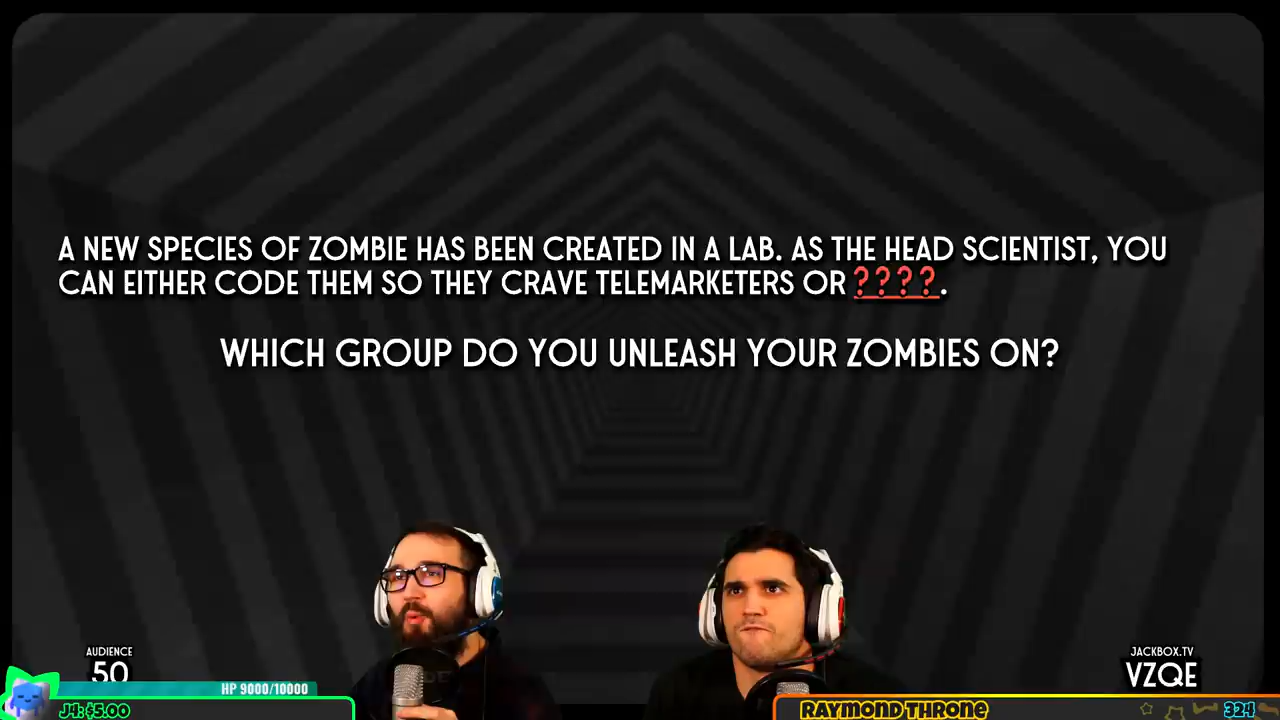 A NEW SPECIES OF ZOMBIE HAS BEEN CREATED IN A LAB. AS THE HEAD SCIENTIST, YOU
CAN EITHER CODE THEM SO THEY CRAVE TELEMARKETERS OR ????.
WHICH GROUP DO YOU UNLEASH YOUR ZOMBIES ON?
AUDIENCE
50
JACKBOX.TV
VZQE
HP 9000/10000
J4: $5.00
RAYMOND THRONE
324